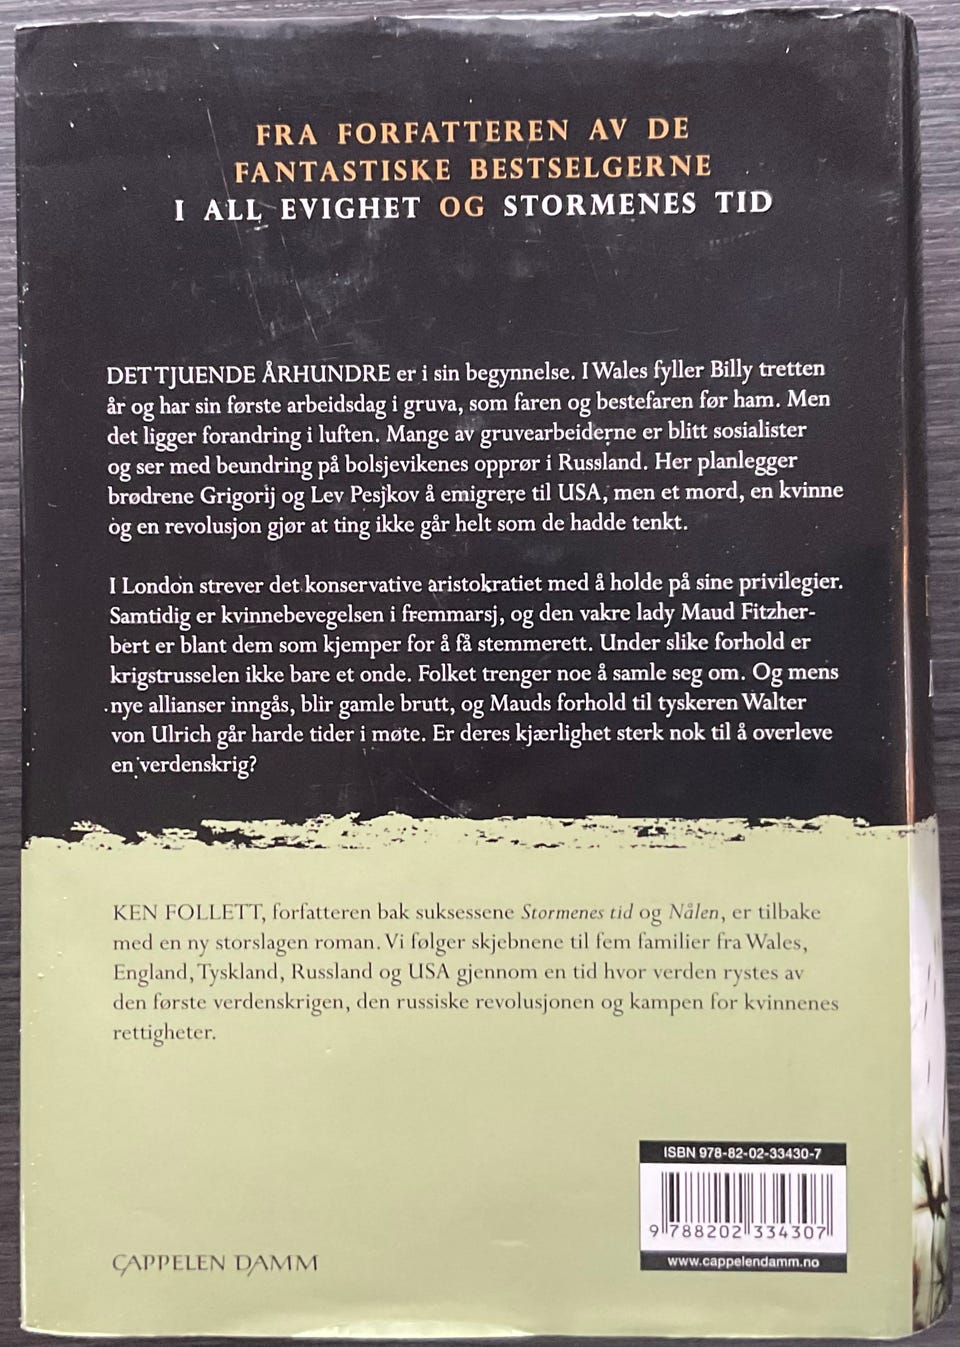 FRA FORFATTEREN AV DE
FANTASTISKE BESTSELGERNE
I ALL EVIGHET OG STORMENES TID
DET TJUENDE ÅRHUNDRE er i sin begynnelse. I Wales fyller Billy tretten
år og har sin første arbeidsdag i gruva, som faren og bestefaren før ham. Men
det ligger forandring i luften. Mange av gruvearbeiderne er blitt sosialister
og ser med beundring på bolsjevikenes opprør i Russland. Her planlegger
brødrene Grigorij og Lev Pesjkov å emigrere til USA, men et mord, en kvinne
og en revolusjon gjør at ting ikke går helt som de hadde tenkt.
I London strever det konservative aristokratiet med å holde på sine privilegier.
Samtidig er kvinnebevegelsen i fremmarsj, og den vakre lady Maud Fitzher-
bert er blant dem som kjemper for å få stemmerett. Under slike forhold er
krigstrusselen ikke bare et onde. Folket trenger noe å samle seg om. Og mens
nye allianser inngås, blir gamle brutt, og Mauds forhold til tyskeren Walter
von Ulrich går harde tider i møte. Er deres kjærlighet sterk nok til å overleve
en verdenskrig?
KEN FOLLETT, forfatteren bak suksessene Stormenes tid og Nålen, er tilbake
med en ny storslagen roman. Vi følger skjebnene til fem familier fra Wales,
England, Tyskland, Russland og USA gjennom en tid hvor verden rystes av
den første verdenskrigen, den russiske revolusjonen og kampen for kvinnenes
rettigheter.
ISBN 978-82-02-33430-7
9 788202 334307
www.cappelendamm.no
CAPPELEN DAMM